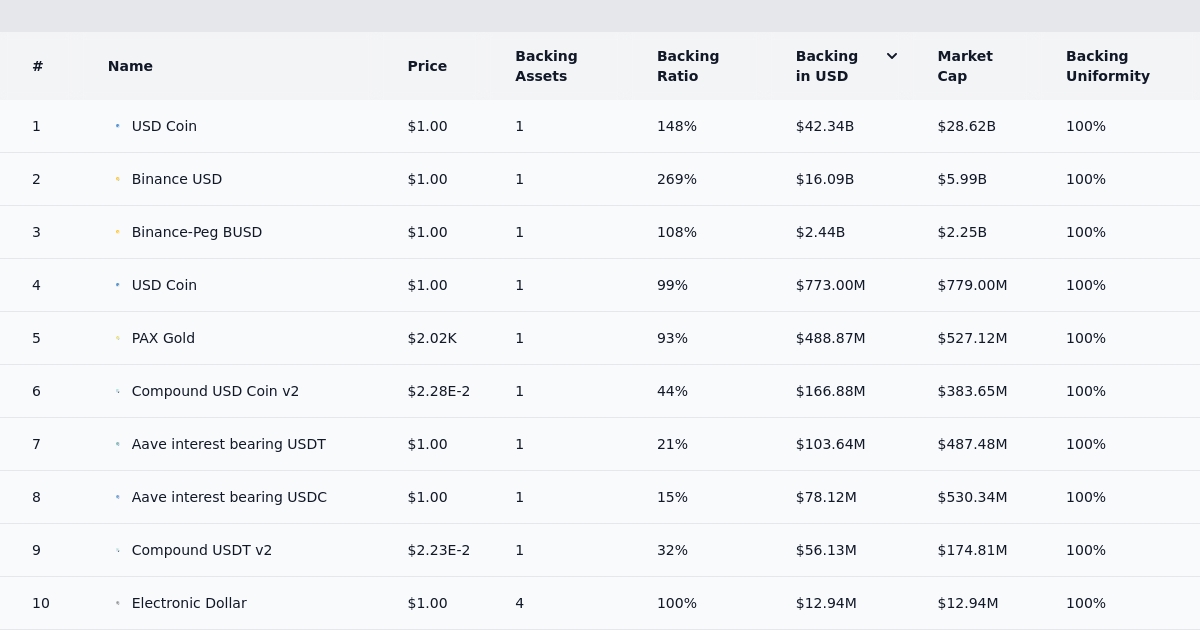 # Name Price Backing Assets Backing Ratio Backing in USD Market Cap Backing Uniformity
1 USD Coin $1.00 1 148% $42.34B $28.62B 100%
2 Binance USD $1.00 1 269% $16.09B $5.99B 100%
3 Binance-Peg BUSD $1.00 1 108% $2.44B $2.25B 100%
4 USD Coin $1.00 1 99% $773.00M $779.00M 100%
5 PAX Gold $2.02K 1 93% $488.87M $527.12M 100%
6 Compound USD Coin v2 $2.28E-2 1 44% $166.88M $383.65M 100%
7 Aave interest bearing USDT $1.00 1 21% $103.64M $487.48M 100%
8 Aave interest bearing USDC $1.00 1 15% $78.12M $530.34M 100%
9 Compound USDT v2 $2.23E-2 1 32% $56.13M $174.81M 100%
10 Electronic Dollar $1.00 4 100% $12.94M $12.94M 100%